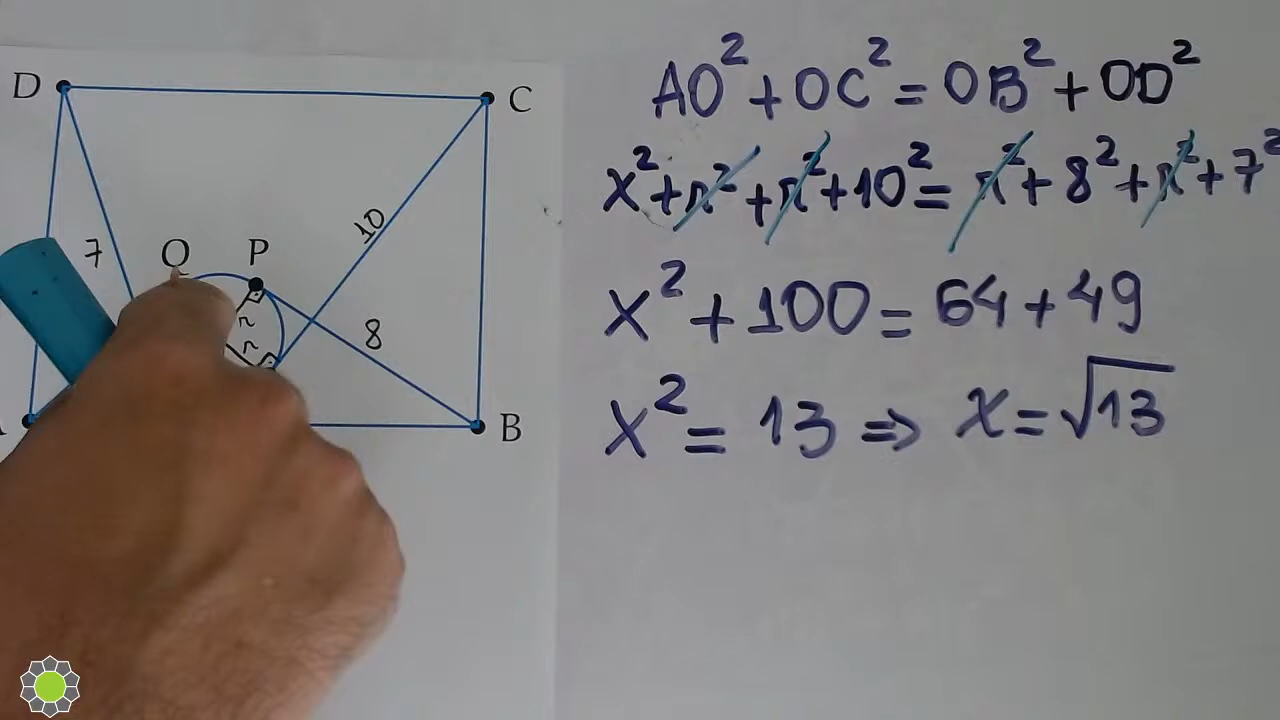 D
C
10
7
Q P
r
r
8
B
AO² + OC² = OB² + OD²
x² + r² + r² + 10² = r² + 8² + r² + 7²
x² + 100 = 64 + 49
x² = 13 ⇒ x = √13